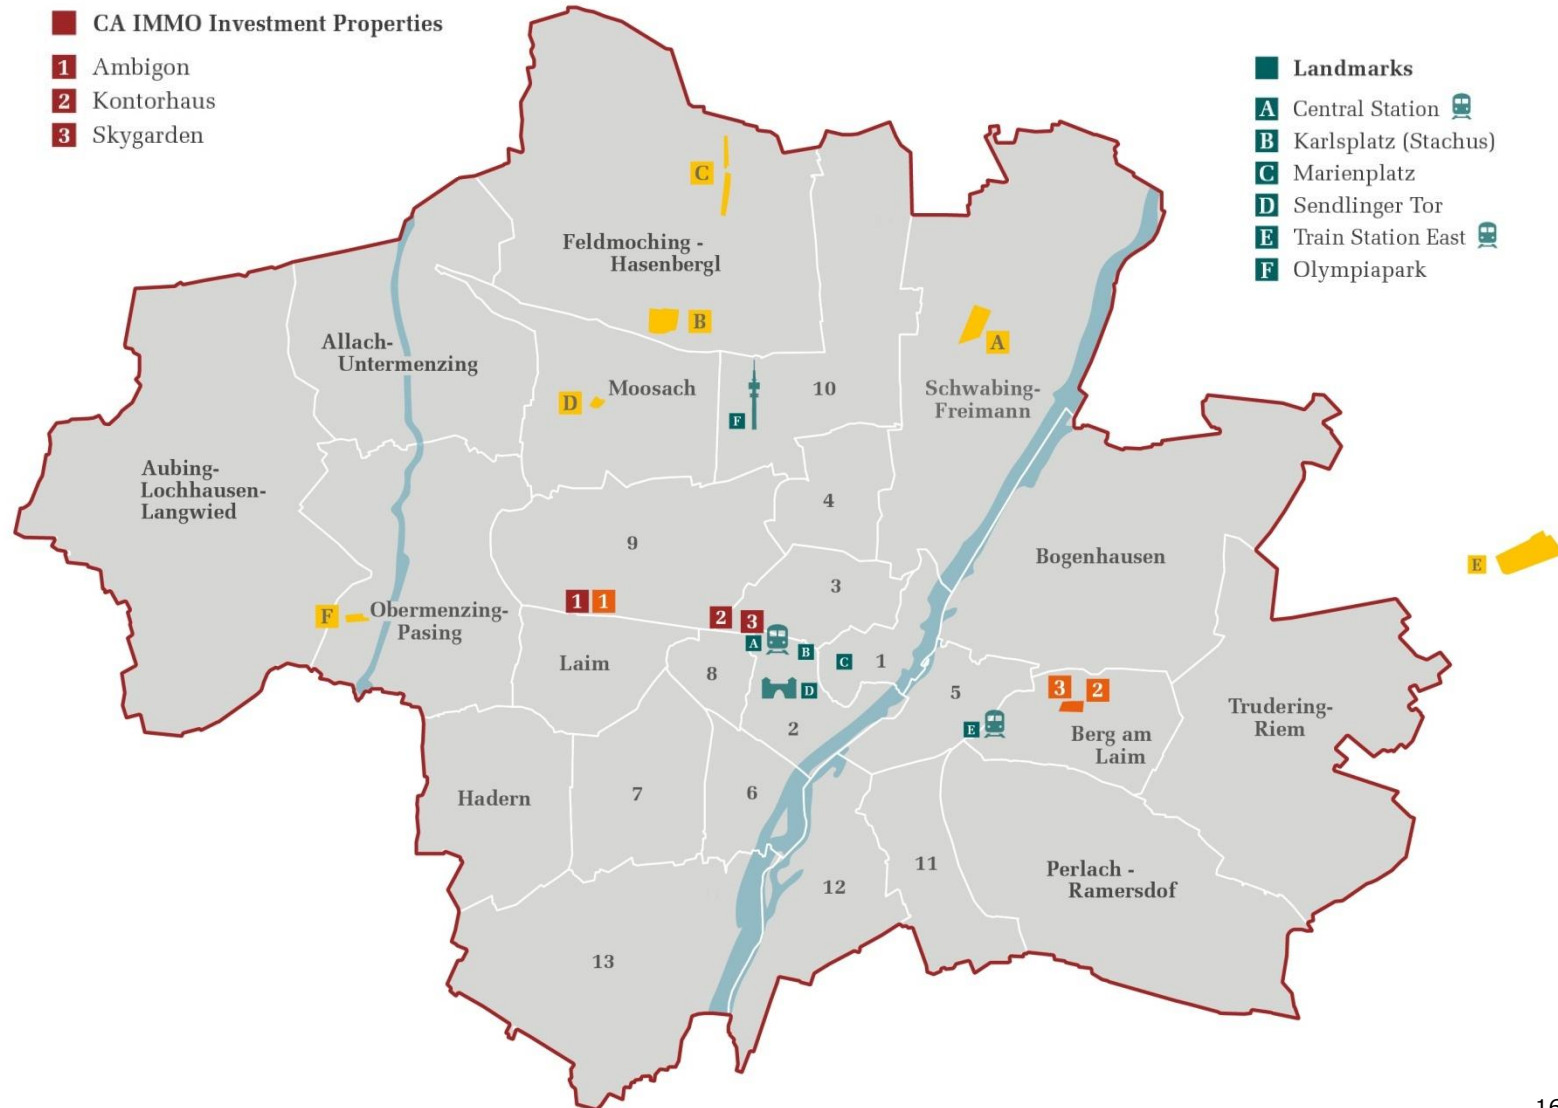 CA IMMO Investment Properties
1 Ambigon
2 Kontorhaus
3 Skygarden
Landmarks
A Central Station
B Karlsplatz (Stachus)
C Marienplatz
D Sendlinger Tor
E Train Station East
F Olympiapark
C
Feldmoching -
Hasenbergl
B
A
Allach-
Untermenzing
D
Moosach
F
10
Schwabing-
Freimann
Aubing-
Lochhausen-
Langwied
4
9
Bogenhausen
E
3
1
1
F
Obermenzing-
Pasing
2
3
A
B
C
1
Laim
8
D
5
3
2
2
E
Berg am
Laim
Trudering-
Riem
Hadern
7
6
11
12
Perlach -
Ramersdof
13
16